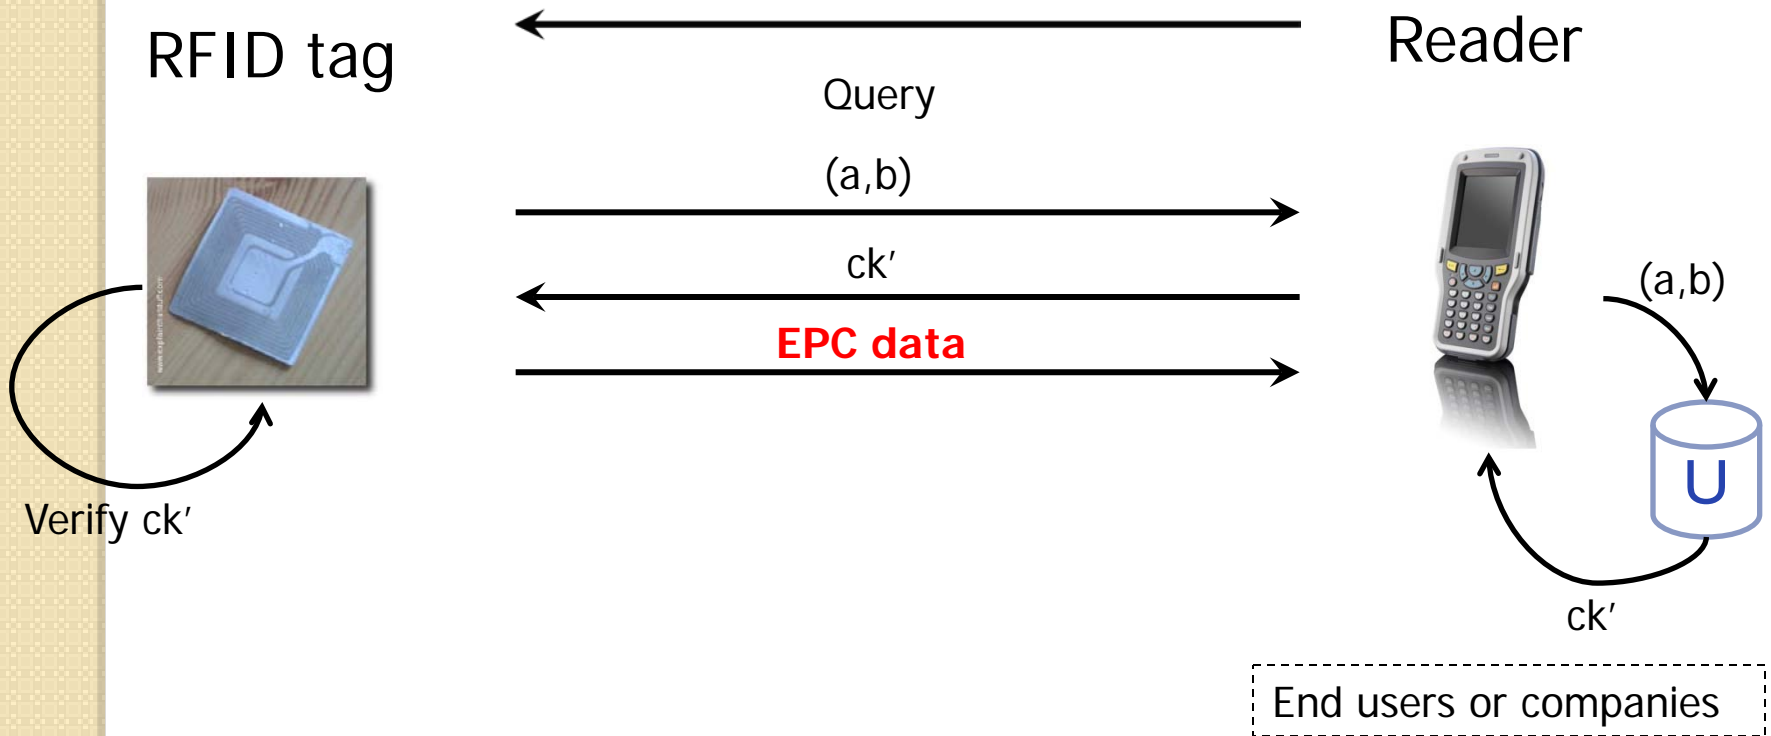 RFID tag
Reader
Query
(a,b)
ck′
EPC data
(a,b)
U
Verify ck′
ck′
End users or companies